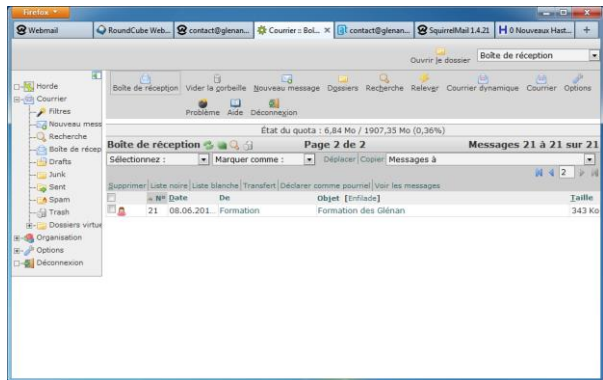 Firefox
Webmail RoundCube Web... contact@glenan... Courrier :: Boî... contact@glenan... SquirrelMail 1.4.21 H 0 Nouveaux Hast... +
Ouvrir le dossier Boîte de réception
Boîte de réception Vider la corbeille Nouveau message Dossiers Recherche Relever Courrier dynamique Courrier Options
Problème Aide Déconnexion
État du quota : 6,84 Mo / 1907,35 Mo (0,36%)
Boîte de réception Page 2 de 2 Messages 21 à 21 sur 21
Sélectionnez : Marquer comme : Déplacer Copier Messages à
2
Supprimer Liste noire Liste blanche Transfert Déclarer comme pourriel Voir les messages
Nº Date De Objet [Enfilade] Taille
21 08.06.201... Formation Formation des Glénan 343 Ko
Horde
Courrier
Filtres
Nouveau mess
Recherche
Boîte de récep
Drafts
Junk
Sent
Spam
Trash
Dossiers virtue
Organisation
Options
Déconnexion